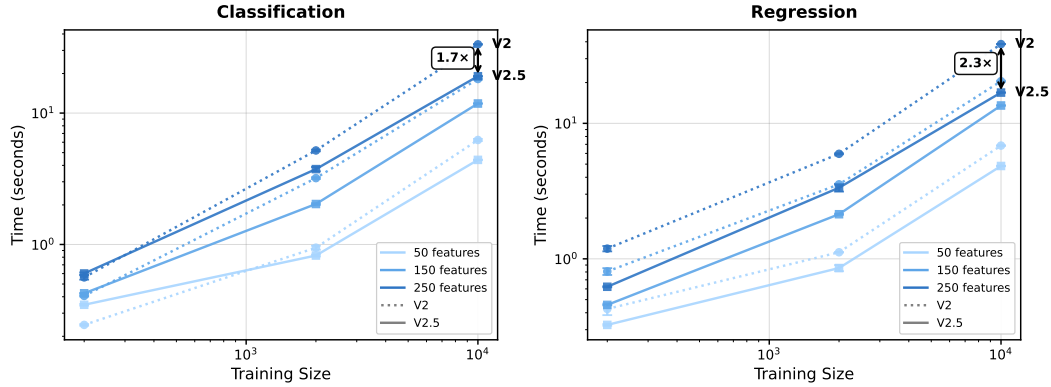 Classification
Time (seconds)
10¹
10⁰
1.7×
V2
V2.5
50 features
150 features
250 features
V2
V2.5
10³
10⁴
Training Size
Regression
Time (seconds)
10¹
10⁰
2.3×
V2
V2.5
50 features
150 features
250 features
V2
V2.5
10³
10⁴
Training Size